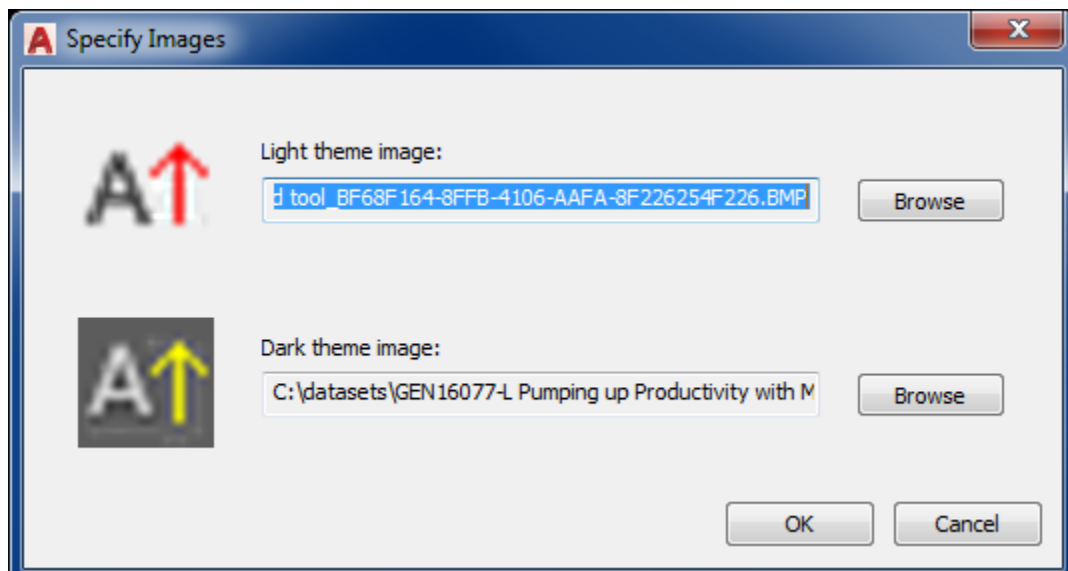 Specify Images
Light theme image:
d tool_BF68F164-8FFB-4106-AAFA-8F226254F226.BMP
Browse
Dark theme image:
C:\datasets\GEN16077-L Pumping up Productivity with M
Browse
OK
Cancel